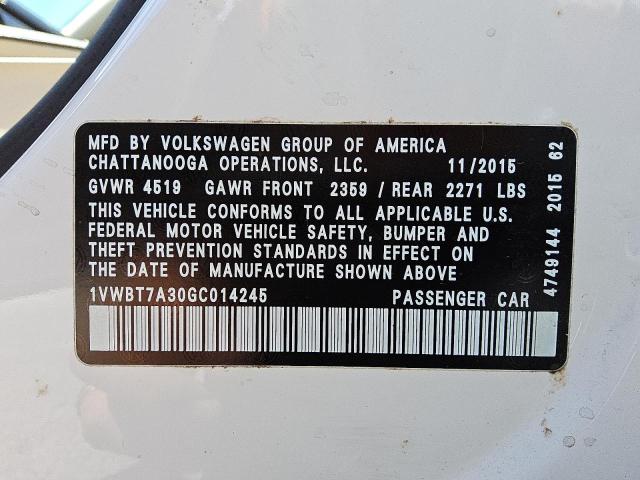 MFD BY VOLKSWAGEN GROUP OF AMERICA
CHATTANOOGA OPERATIONS, LLC. 11/2015
GVWR 4519 GAWR FRONT 2359 / REAR 2271 LBS
THIS VEHICLE CONFORMS TO ALL APPLICABLE U.S.
FEDERAL MOTOR VEHICLE SAFETY, BUMPER AND
THEFT PREVENTION STANDARDS IN EFFECT ON
THE DATE OF MANUFACTURE SHOWN ABOVE
1VWBT7A30GC014245 PASSENGER CAR
4749144 2015 62